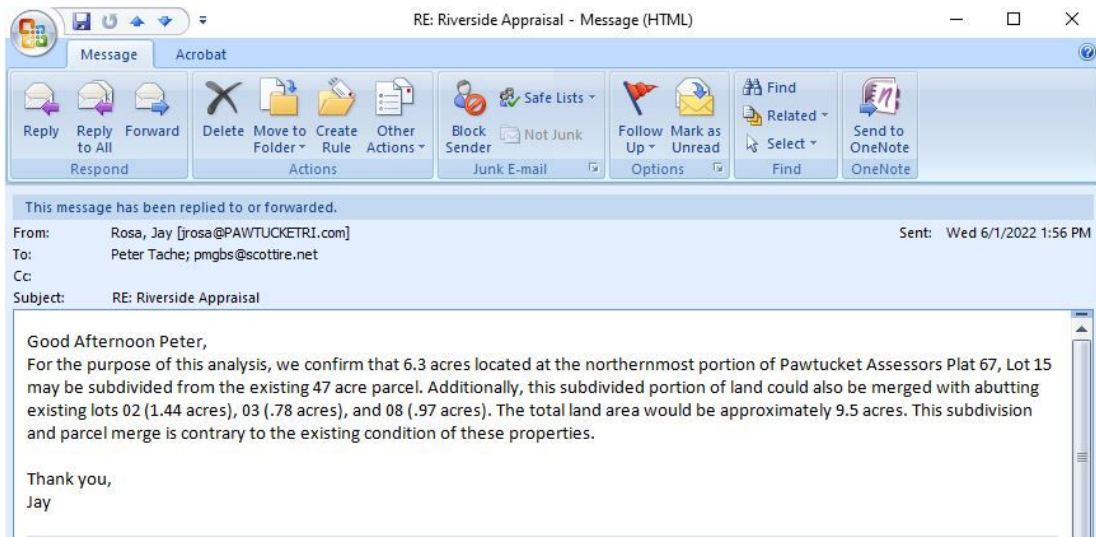 RE: Riverside Appraisal - Message (HTML)
Message Acrobat
Reply Reply to All Forward
Respond
Delete Move to Folder Create Rule Other Actions
Actions
Block Sender Safe Lists Not Junk
Junk E-mail
Follow Up Mark as Unread
Options
Find Related Select
Find
Send to OneNote
OneNote
This message has been replied to or forwarded.
From: Rosa, Jay [jrosa@PAWTUCKETRI.com] Sent: Wed 6/1/2022 1:56 PM
To: Peter Tache; pmgbs@scottire.net
Cc:
Subject: RE: Riverside Appraisal
Good Afternoon Peter,
For the purpose of this analysis, we confirm that 6.3 acres located at the northernmost portion of Pawtucket Assessors Plat 67, Lot 15
may be subdivided from the existing 47 acre parcel. Additionally, this subdivided portion of land could also be merged with abutting
existing lots 02 (1.44 acres), 03 (.78 acres), and 08 (.97 acres). The total land area would be approximately 9.5 acres. This subdivision
and parcel merge is contrary to the existing condition of these properties.
Thank you,
Jay